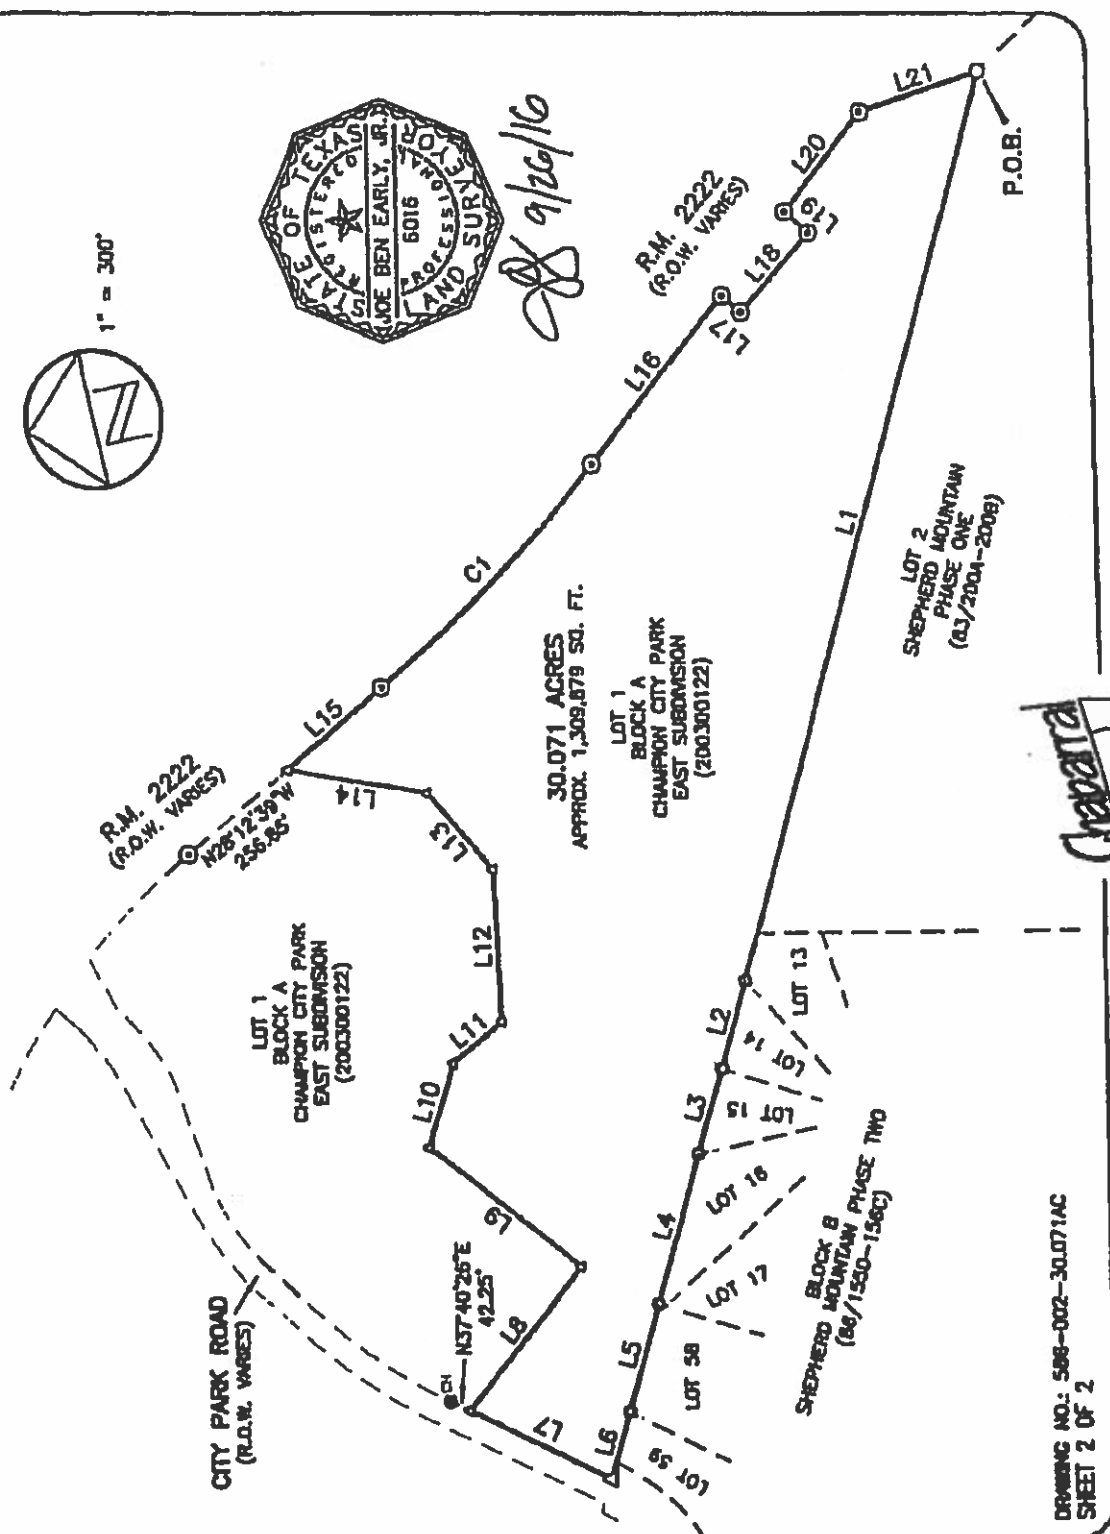 1" = 300'
N
STATE OF TEXAS
REGISTERED
JOE BEN EARLY, JR.
6016
PROFESSIONAL
LAND SURVEYOR
9/26/16
R.M. 2222
(R.O.W. VARIES)
N28°12'39"W
256.85'
R.M. 2222
(R.O.W. VARIES)
L21
L20
L19
L18
L17
L16
C1
L15
L14
L13
L12
L11
L10
L9
L8
L7
L6
L5
L4
L3
L2
L1
P.O.B.
LOT 1
BLOCK A
CHAMPION CITY PARK
EAST SUBDIVISION
(200300122)
30.071 ACRES
APPROX. 1,309,879 SQ. FT.
LOT 1
BLOCK A
CHAMPION CITY PARK
EAST SUBDIVISION
(200300122)
LOT 2
SHEPHERD MOUNTAIN
PHASE ONE
(83/200A-200B)
CITY PARK ROAD
(R.O.W. VARIES)
CH
N37°40'26"E
42.25'
LOT 13
LOT 14
LOT 15
LOT 16
LOT 17
LOT 58
LOT 59
BLOCK B
SHEPHERD MOUNTAIN PHASE TWO
(86/155D-156C)
DRAWING NO.: 586-002-30.071AC
SHEET 2 OF 2